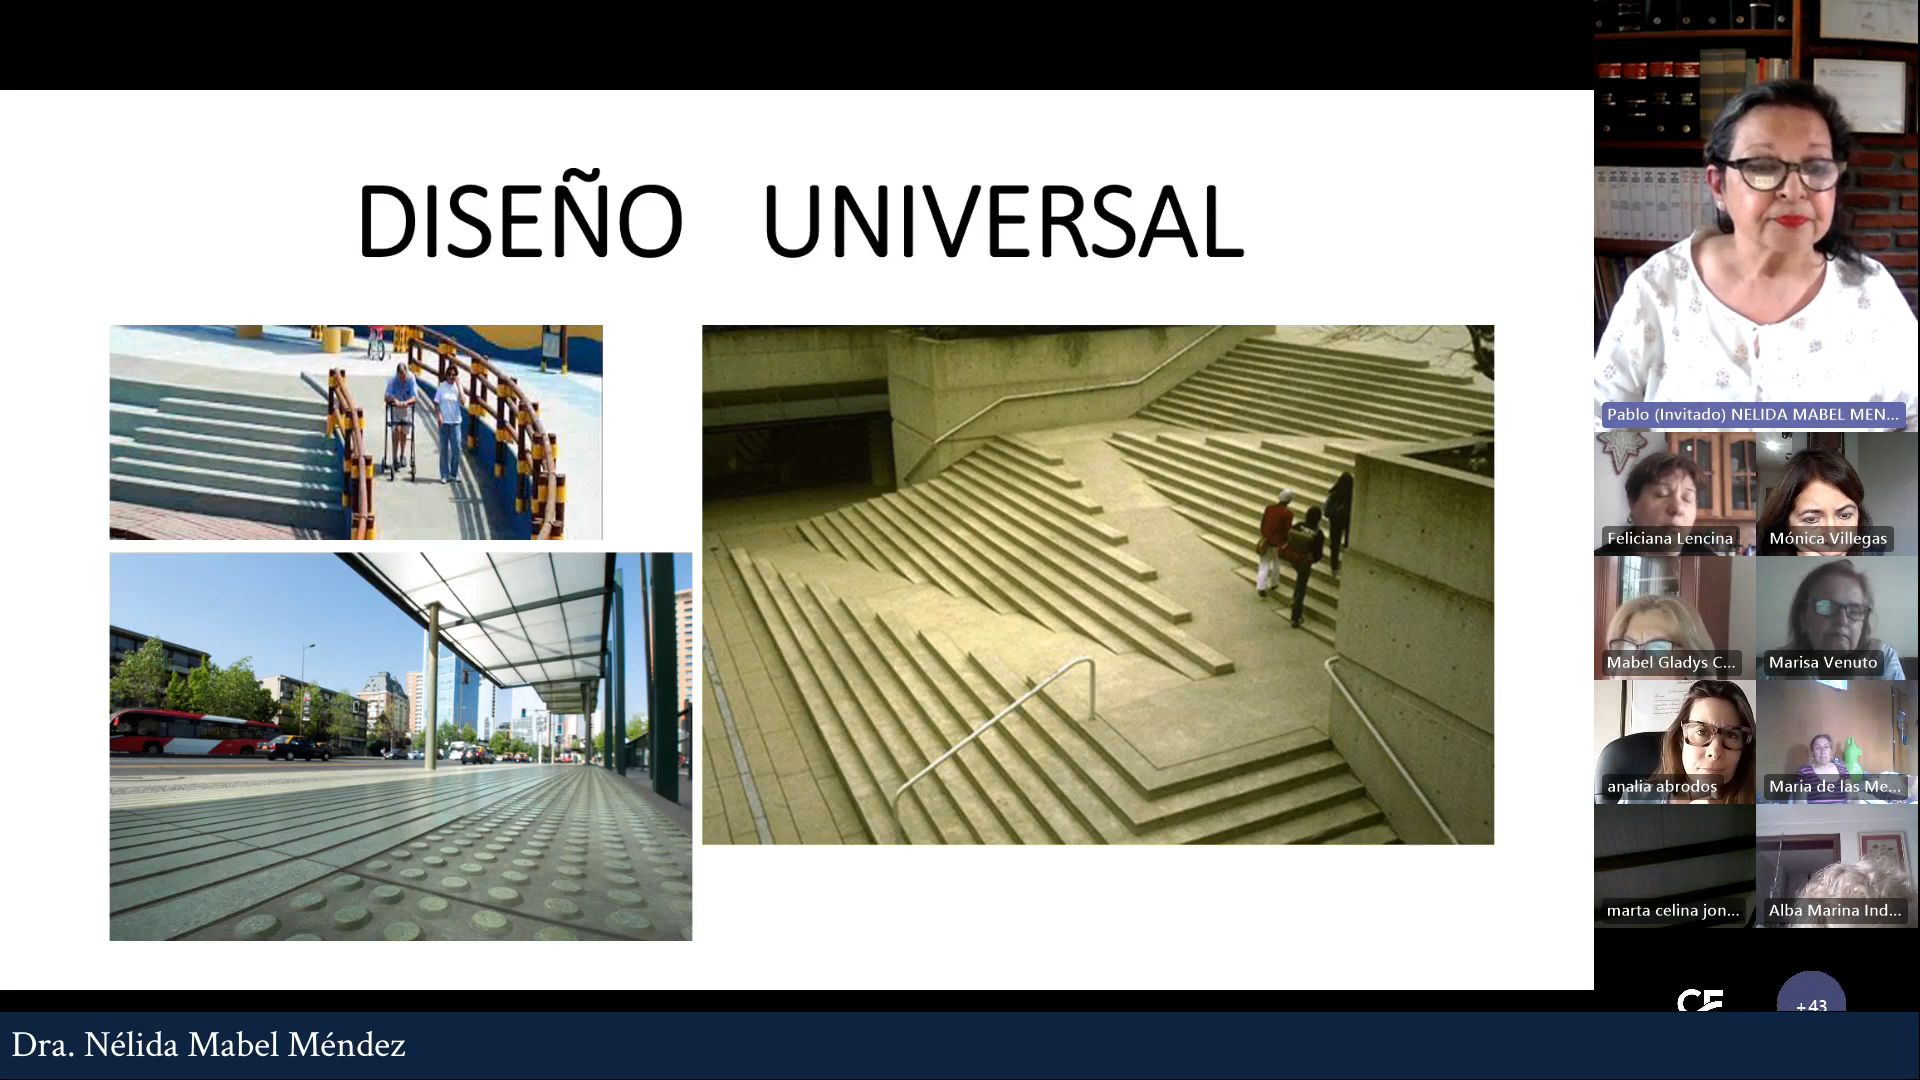 DISEÑO UNIVERSAL
Pablo (Invitado) NELIDA MABEL MEN...
Feliciana Lencina
Mónica Villegas
Mabel Gladys C...
Marisa Venuto
analia abrodos
Maria de las Me...
marta celina jon...
Alba Marina Ind...
CF
+43
Dra. Nélida Mabel Méndez